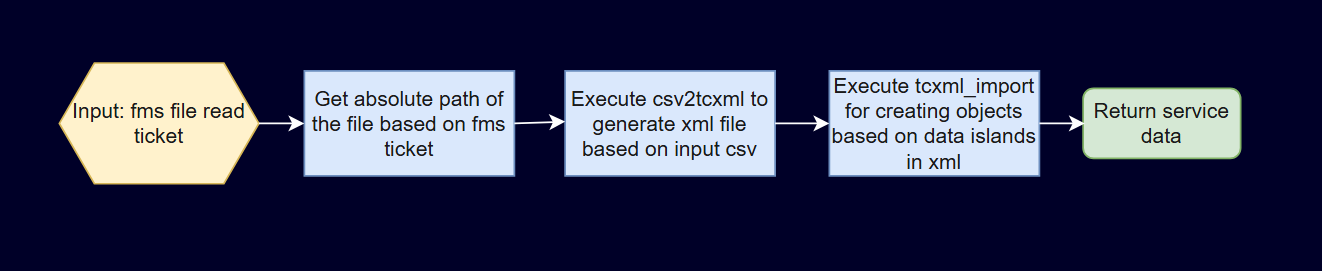 Input: fms file read
ticket
Get absolute path of
the file based on fms
ticket
Execute csv2tcxml to
generate xml file
based on input csv
Execute tcxml_import
for creating objects
based on data islands
in xml
Return service
data